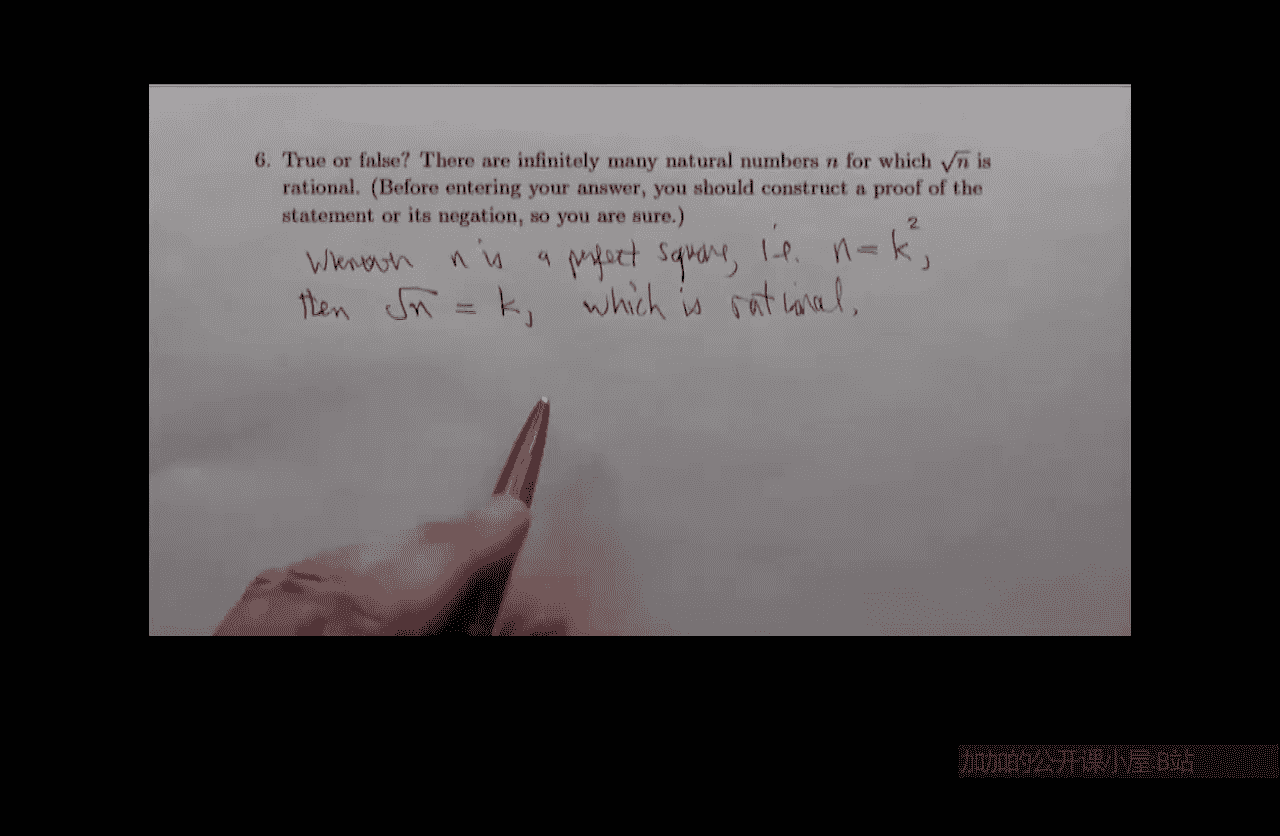 6. True or false? There are infinitely many natural numbers n for which √n is
rational. (Before entering your answer, you should construct a proof of the
statement or its negation, so you are sure.)
n is a perfect square, i.e. n = k²,
then √n = k, which is rational.
加加的公开课小屋.B站